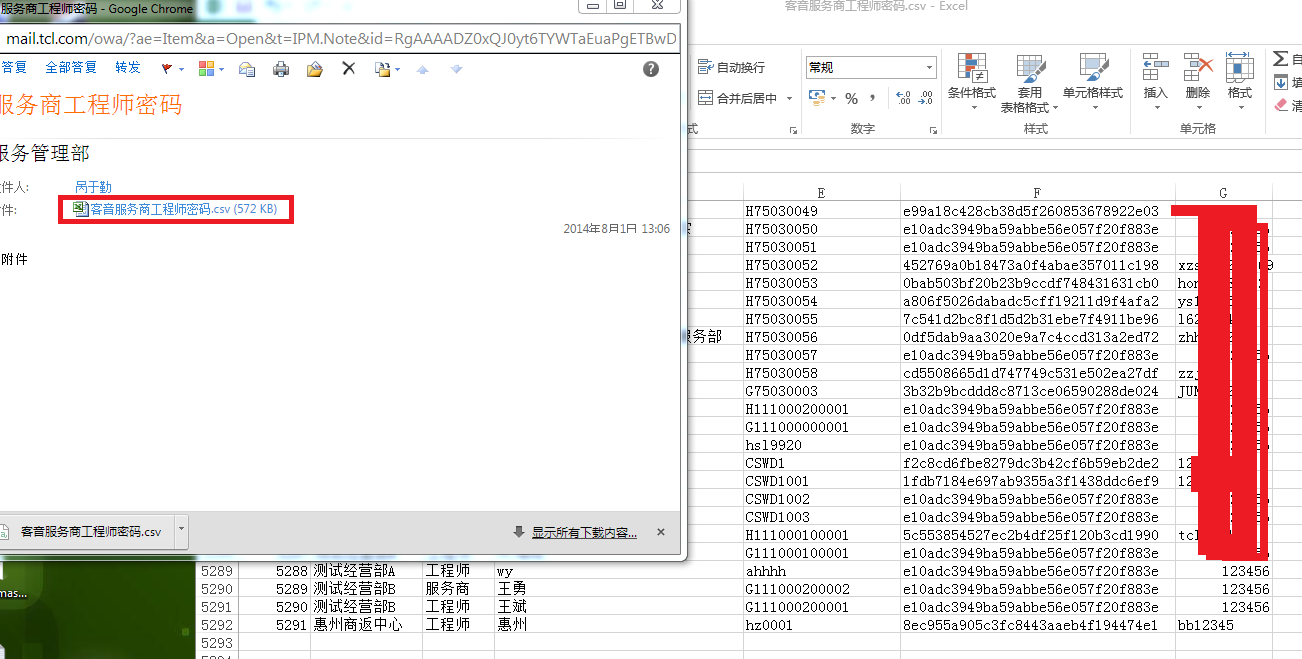 服务商工程师密码 - Google Chrome
客音服务商工程师密码.csv - Excel
mail.tcl.com/owa/?ae=Item&a=Open&t=IPM.Note&id=RgAAAADZ0xQJ0yt6TYWTaEuaPgETBwD
答复 全部答复 转发
服务商工程师密码
服务管理部
件人:
件:
客音服务商工程师密码.csv (572 KB)
2014年8月1日 13:06
附件
客音服务商工程师密码.csv
显示所有下载内容...
mas...
自动换行
合并后居中
常规
%
条件格式
套用
表格格式
单元格样式
插入
删除
格式
式
数字
样式
单元格
E F G
H75030049 e99a18c428cb38d5f260853678922e03
H75030050 e10adc3949ba59abbe56e057f20f883e
H75030051 e10adc3949ba59abbe56e057f20f883e
H75030052 452769a0b18473a0f4abae357011c198 xzs
H75030053 0bab503bf20b23b9ccdf748431631cb0 hon
H75030054 a806f5026dabadc5cff19211d9f4afa2 ys1
H75030055 7c541d2bc8f1d5d2b31ebe7f4911be96 162
服务部 H75030056 0df5dab9aa3020e9a7c4ccd313a2ed72 zhh
H75030057 e10adc3949ba59abbe56e057f20f883e
H75030058 cd5508665d1d747749c531e502ea27df zzj
G75030003 3b32b9bcddd8c8713ce06590288de024 JUN
H111000200001 e10adc3949ba59abbe56e057f20f883e
G111000000001 e10adc3949ba59abbe56e057f20f883e
hsl9920 e10adc3949ba59abbe56e057f20f883e
CSWD1 f2c8cd6fbe8279dc3b42cf6b59eb2de2 12
CSWD1001 1fdb7184e697ab9355a3f1438ddc6ef9 12
CSWD1002 e10adc3949ba59abbe56e057f20f883e
CSWD1003 e10adc3949ba59abbe56e057f20f883e
H111000100001 5c553854527ec2b4df25f120b3cd1990 tcl
G111000100001 e10adc3949ba59abbe56e057f20f883e
5289 5288 测试经营部A 工程师 wy ahhhh e10adc3949ba59abbe56e057f20f883e 123456
5290 5289 测试经营部B 服务商 王勇 G111000200002 e10adc3949ba59abbe56e057f20f883e 123456
5291 5290 测试经营部B 工程师 王斌 G111000200001 e10adc3949ba59abbe56e057f20f883e 123456
5292 5291 惠州商返中心 工程师 惠州 hz0001 8ec955a905c3fc8443aaeb4f194474e1 bb12345
5293